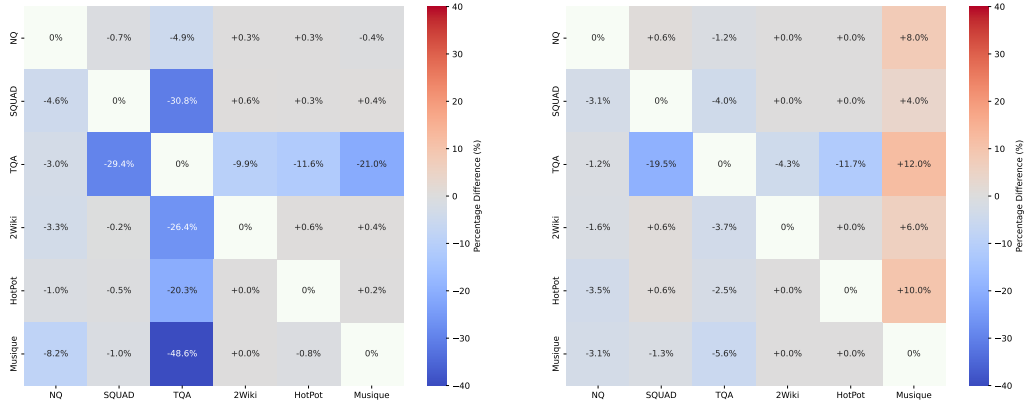 NQ 0% -0.7% -4.9% +0.3% +0.3% -0.4%
SQUAD -4.6% 0% -30.8% +0.6% +0.3% +0.4%
TQA -3.0% -29.4% 0% -9.9% -11.6% -21.0%
2Wiki -3.3% -0.2% -26.4% 0% +0.6% +0.4%
HotPot -1.0% -0.5% -20.3% +0.0% 0% +0.2%
Musique -8.2% -1.0% -48.6% +0.0% -0.8% 0%
NQ SQUAD TQA 2Wiki HotPot Musique
40
30
20
10
0
−10
−20
−30
−40
Percentage Difference (%)
NQ 0% +0.6% -1.2% +0.0% +0.0% +8.0%
SQUAD -3.1% 0% -4.0% +0.0% +0.0% +4.0%
TQA -1.2% -19.5% 0% -4.3% -11.7% +12.0%
2Wiki -1.6% +0.6% -3.7% 0% +0.0% +6.0%
HotPot -3.5% +0.6% -2.5% +0.0% 0% +10.0%
Musique -3.1% -1.3% -5.6% +0.0% +0.0% 0%
NQ SQUAD TQA 2Wiki HotPot Musique
40
30
20
10
0
−10
−20
−30
−40
Percentage Difference (%)